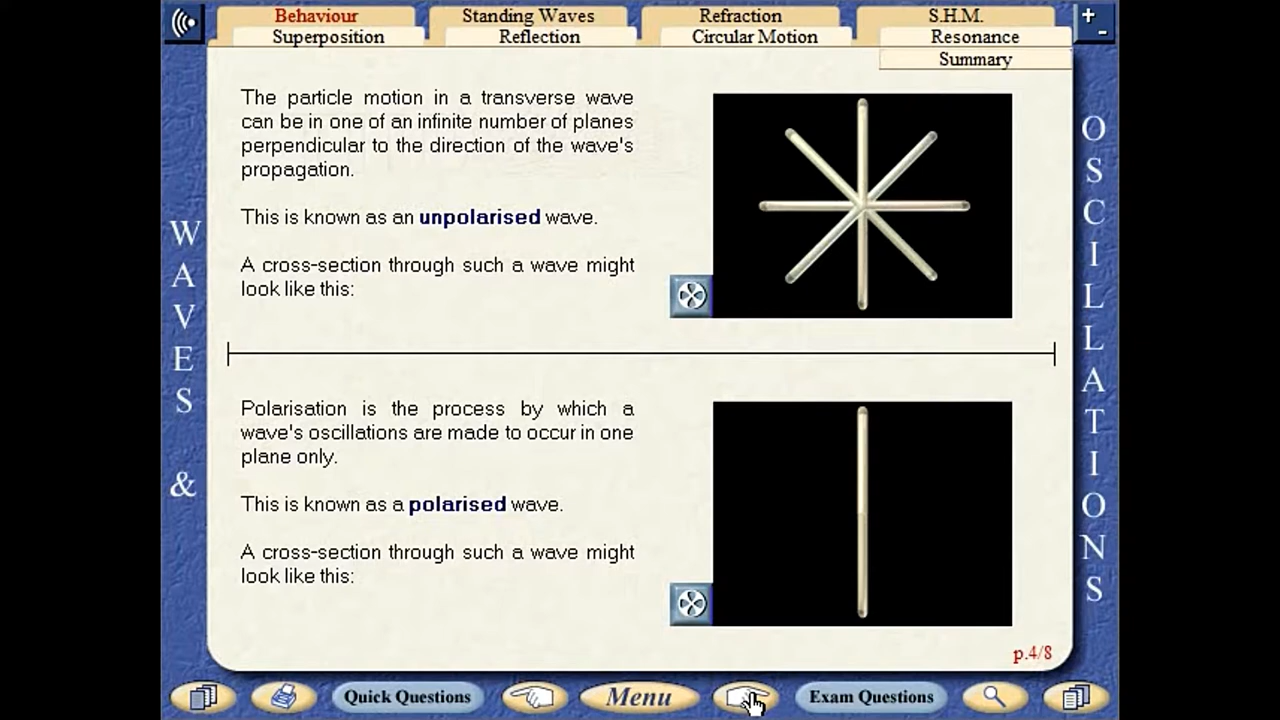 Behaviour
Standing Waves
Refraction
S.H.M.
Superposition
Reflection
Circular Motion
Resonance
Summary
The particle motion in a transverse wave
can be in one of an infinite number of planes
perpendicular to the direction of the wave's
propagation.
This is known as an unpolarised wave.
A cross-section through such a wave might
look like this:
WAVES &
OSCILLATIONS
Polarisation is the process by which a
wave's oscillations are made to occur in one
plane only.
This is known as a polarised wave.
A cross-section through such a wave might
look like this:
p.4/8
Quick Questions
Menu
Exam Questions